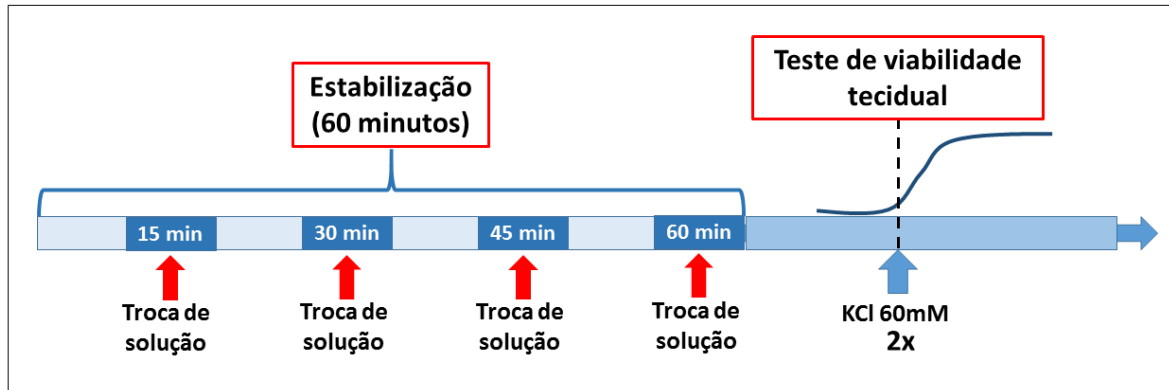 Estabilização
(60 minutos)
Teste de viabilidade
tecidual
15 min
30 min
45 min
60 min
Troca de
solução
Troca de
solução
Troca de
solução
Troca de
solução
KCl 60mM
2x